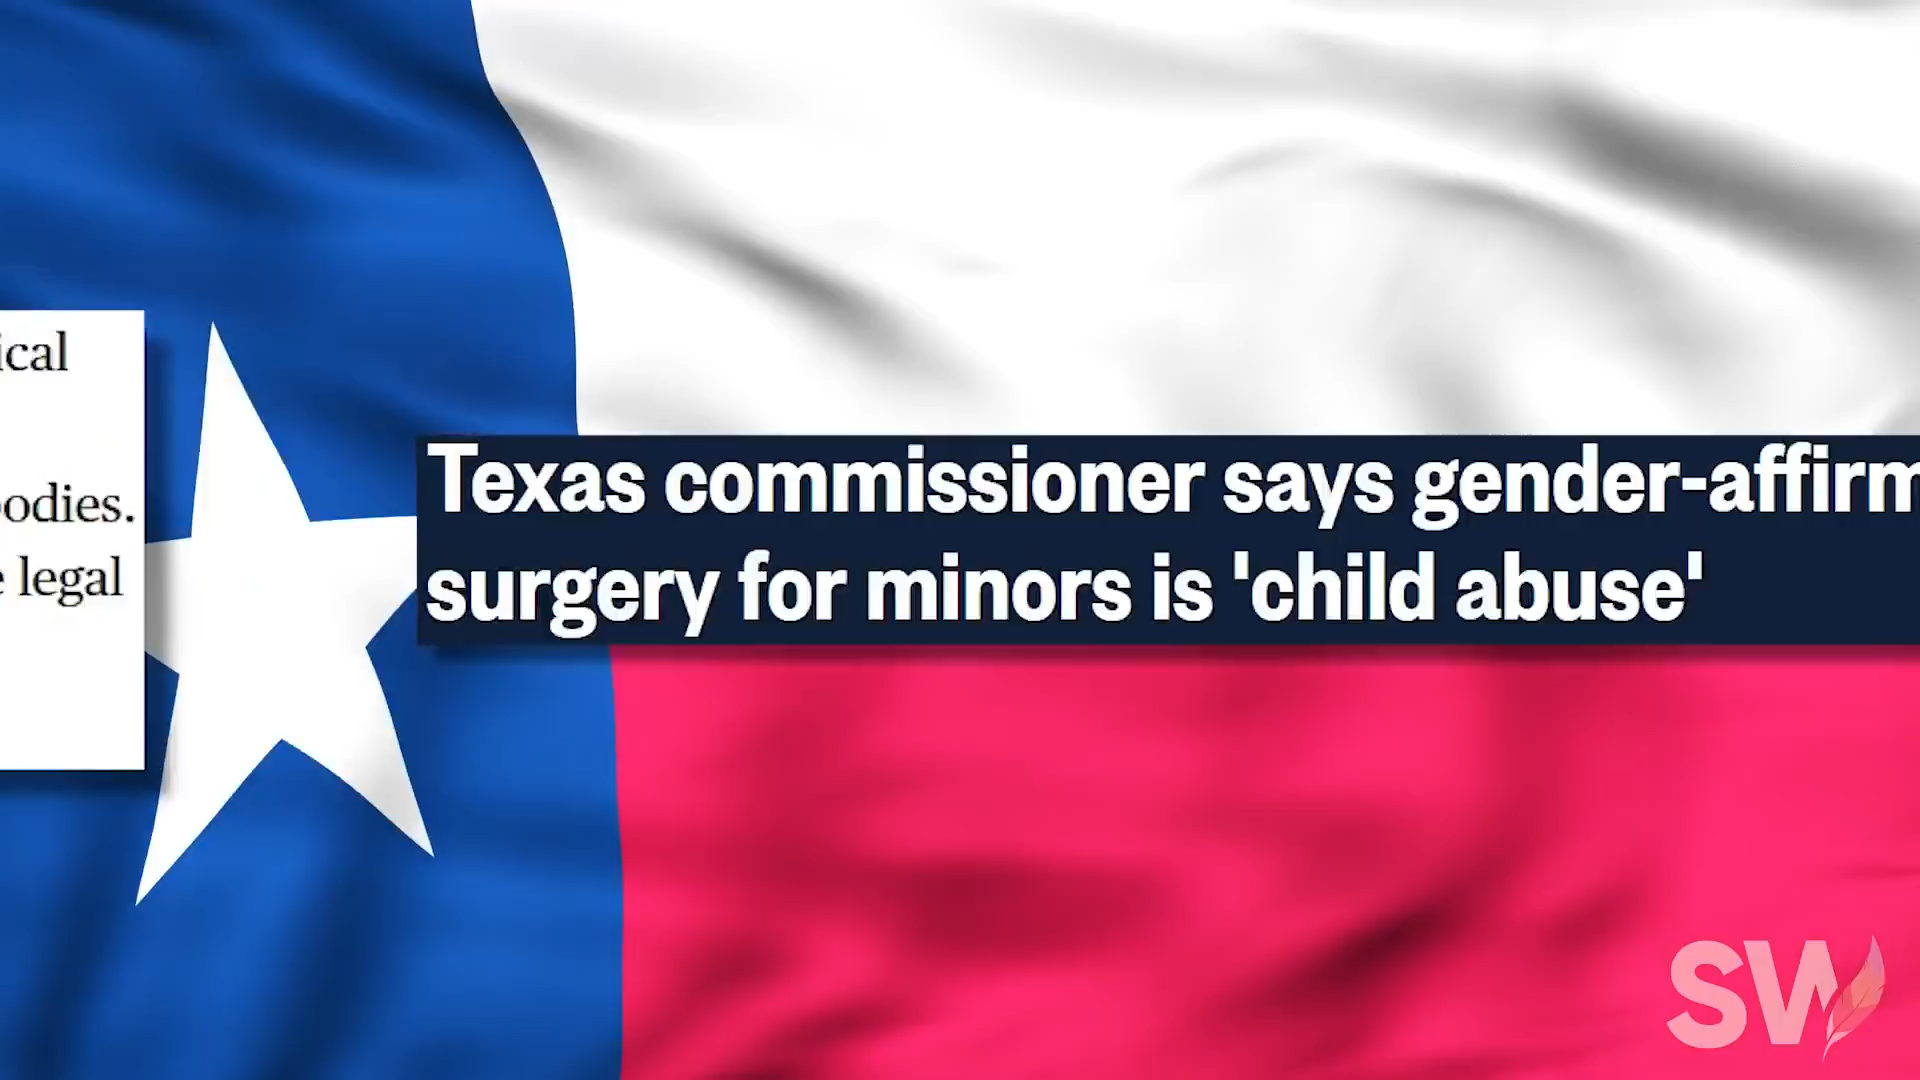 ical
odies.
legal
Texas commissioner says gender-affirm
surgery for minors is 'child abuse'
SW